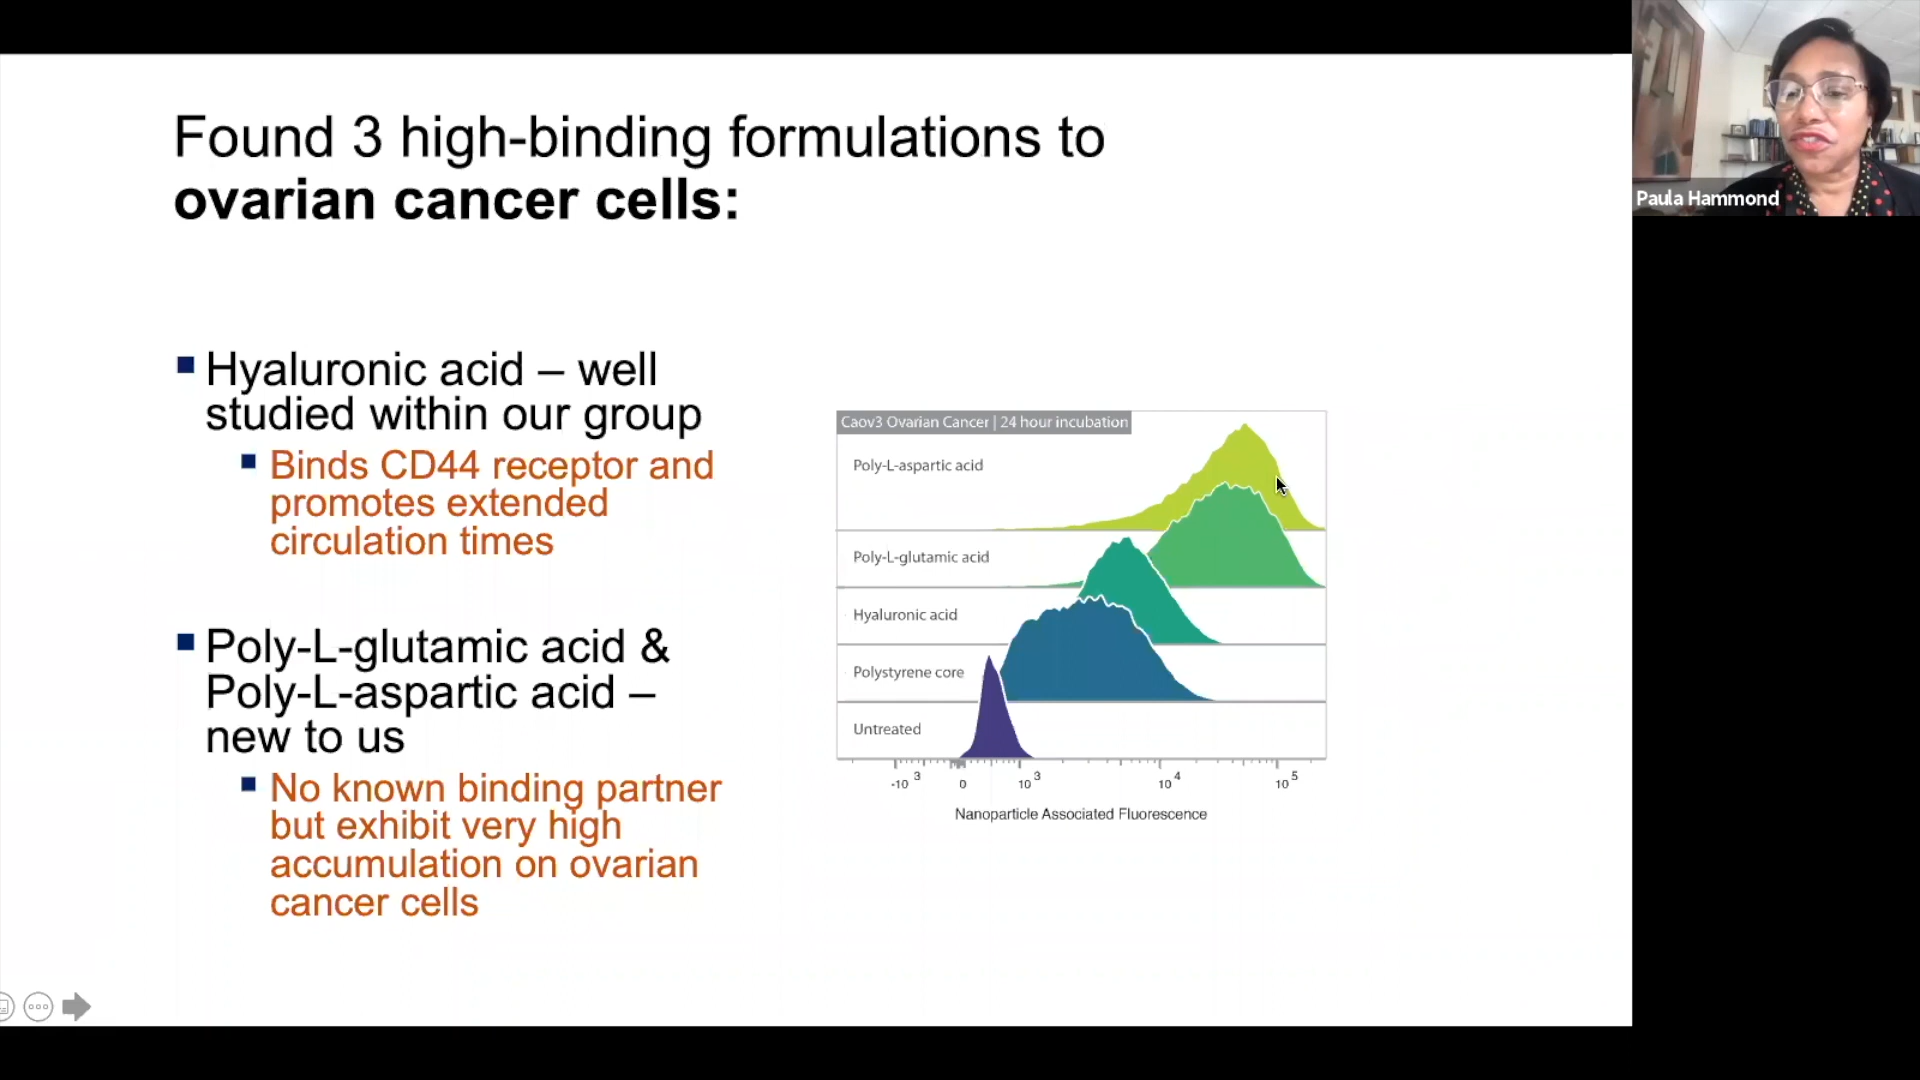 Found 3 high-binding formulations to
ovarian cancer cells:
Paula Hammond
Hyaluronic acid – well
studied within our group
Binds CD44 receptor and
promotes extended
circulation times
Poly-L-glutamic acid &
Poly-L-aspartic acid –
new to us
No known binding partner
but exhibit very high
accumulation on ovarian
cancer cells
Caov3 Ovarian Cancer | 24 hour incubation
Poly-L-aspartic acid
Poly-L-glutamic acid
Hyaluronic acid
Polystyrene core
Untreated
-10 3 0 10 3 10 4 10 5
Nanoparticle Associated Fluorescence